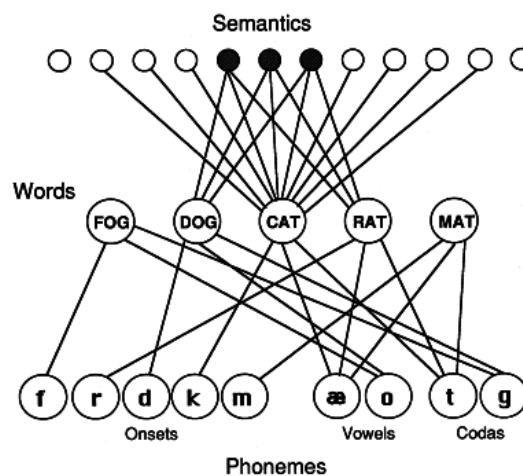 Semantics
Words
FOG DOG CAT RAT MAT
f r d k m æ o t g
Onsets Vowels Codas
Phonemes